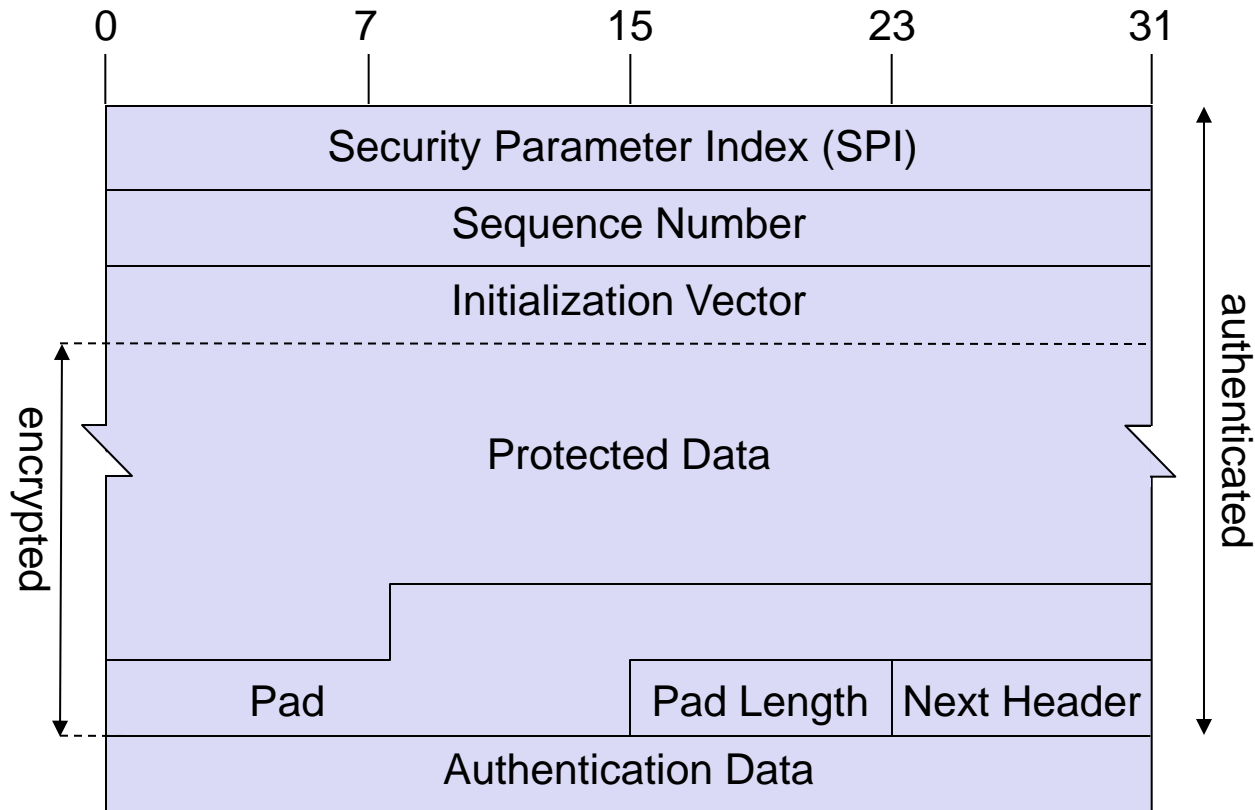 0 7 15 23 31
Security Parameter Index (SPI)
Sequence Number
Initialization Vector
encrypted
Protected Data
authenticated
Pad
Pad Length
Next Header
Authentication Data